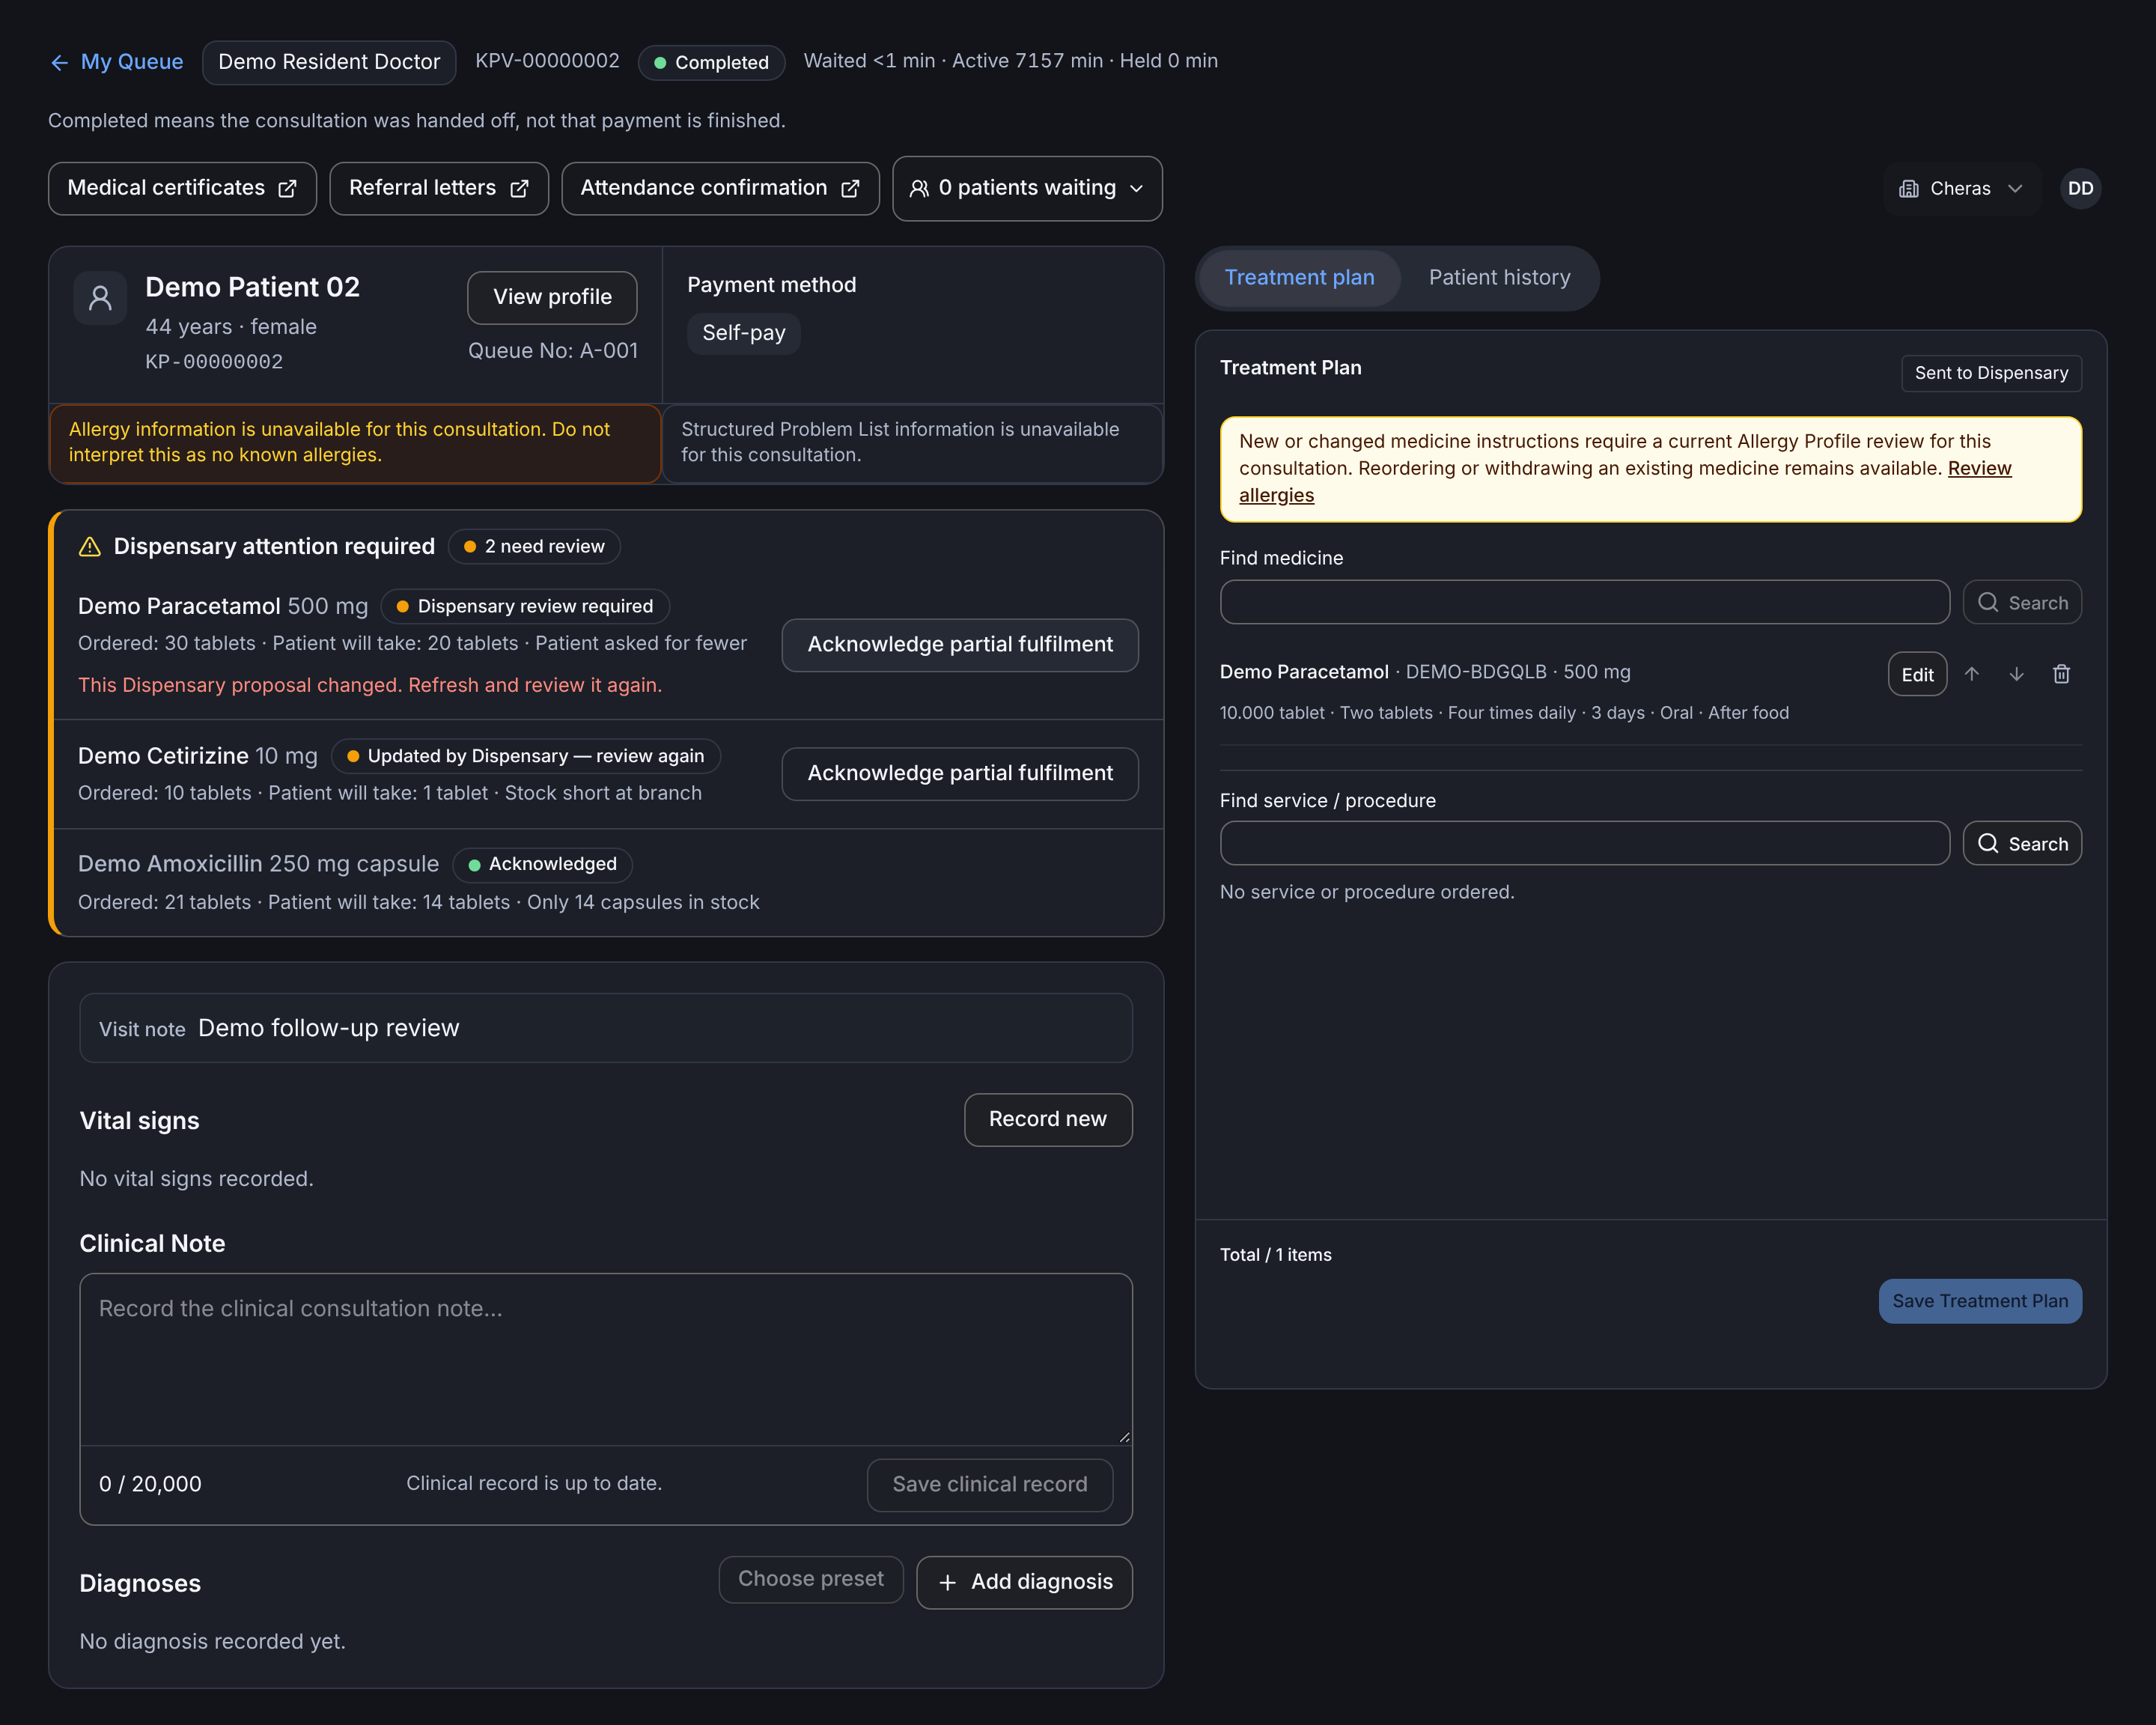 My Queue
Demo Resident Doctor
KPV-00000002
Completed
Waited <1 min · Active 7157 min · Held 0 min
Completed means the consultation was handed off, not that payment is finished.
Medical certificates
Referral letters
Attendance confirmation
0 patients waiting
Cheras
DD
Demo Patient 02
44 years · female
KP-00000002
View profile
Queue No: A-001
Payment method
Self-pay
Allergy information is unavailable for this consultation. Do not
interpret this as no known allergies.
Structured Problem List information is unavailable
for this consultation.
Dispensary attention required
2 need review
Demo Paracetamol 500 mg
Dispensary review required
Ordered: 30 tablets · Patient will take: 20 tablets · Patient asked for fewer
This Dispensary proposal changed. Refresh and review it again.
Acknowledge partial fulfilment
Demo Cetirizine 10 mg
Updated by Dispensary — review again
Ordered: 10 tablets · Patient will take: 1 tablet · Stock short at branch
Acknowledge partial fulfilment
Demo Amoxicillin 250 mg capsule
Acknowledged
Ordered: 21 tablets · Patient will take: 14 tablets · Only 14 capsules in stock
Visit note Demo follow-up review
Vital signs
Record new
No vital signs recorded.
Clinical Note
Record the clinical consultation note...
0 / 20,000
Clinical record is up to date.
Save clinical record
Diagnoses
Choose preset
Add diagnosis
No diagnosis recorded yet.
Treatment plan
Patient history
Treatment Plan
Sent to Dispensary
New or changed medicine instructions require a current Allergy Profile review for this
consultation. Reordering or withdrawing an existing medicine remains available. Review
allergies
Find medicine
Search
Demo Paracetamol · DEMO-BDGQLB · 500 mg
Edit
10.000 tablet · Two tablets · Four times daily · 3 days · Oral · After food
Find service / procedure
Search
No service or procedure ordered.
Total / 1 items
Save Treatment Plan